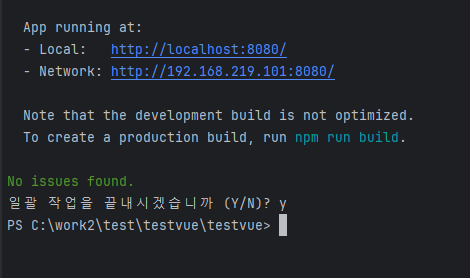 App running at:
- Local:   http://localhost:8080/
- Network: http://192.168.219.101:8080/
Note that the development build is not optimized.
To create a production build, run npm run build.
No issues found.
일괄 작업을 끝내시겠습니까 (Y/N)? y
PS C:\work2\test\testvue\testvue>